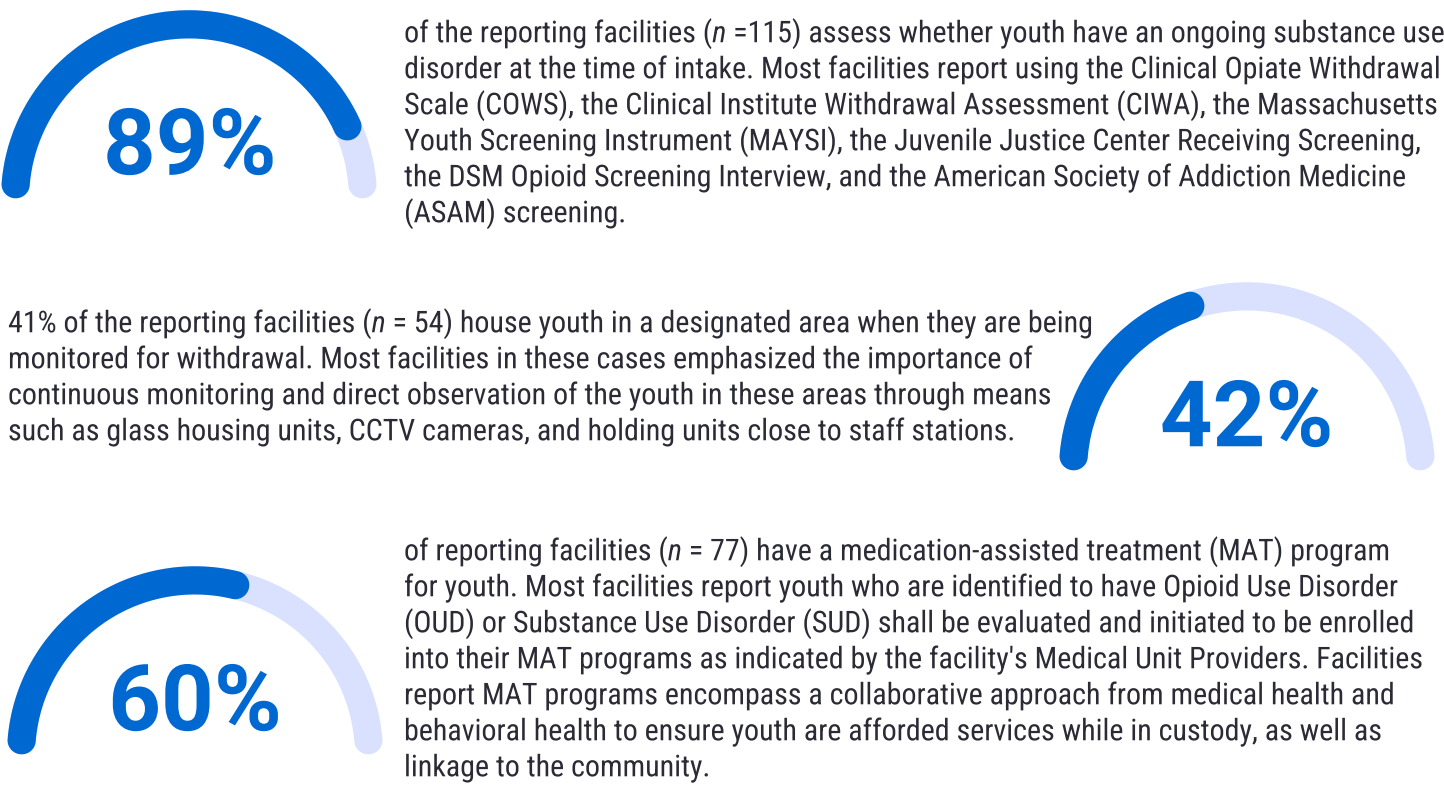 89%
of the reporting facilities (n =115) assess whether youth have an ongoing substance use
disorder at the time of intake. Most facilities report using the Clinical Opiate Withdrawal
Scale (COWS), the Clinical Institute Withdrawal Assessment (CIWA), the Massachusetts
Youth Screening Instrument (MAYSI), the Juvenile Justice Center Receiving Screening,
the DSM Opioid Screening Interview, and the American Society of Addiction Medicine
(ASAM) screening.
41% of the reporting facilities (n = 54) house youth in a designated area when they are being
monitored for withdrawal. Most facilities in these cases emphasized the importance of
continuous monitoring and direct observation of the youth in these areas through means
such as glass housing units, CCTV cameras, and holding units close to staff stations.
42%
60%
of reporting facilities (n = 77) have a medication-assisted treatment (MAT) program
for youth. Most facilities report youth who are identified to have Opioid Use Disorder
(OUD) or Substance Use Disorder (SUD) shall be evaluated and initiated to be enrolled
into their MAT programs as indicated by the facility's Medical Unit Providers. Facilities
report MAT programs encompass a collaborative approach from medical health and
behavioral health to ensure youth are afforded services while in custody, as well as
linkage to the community.